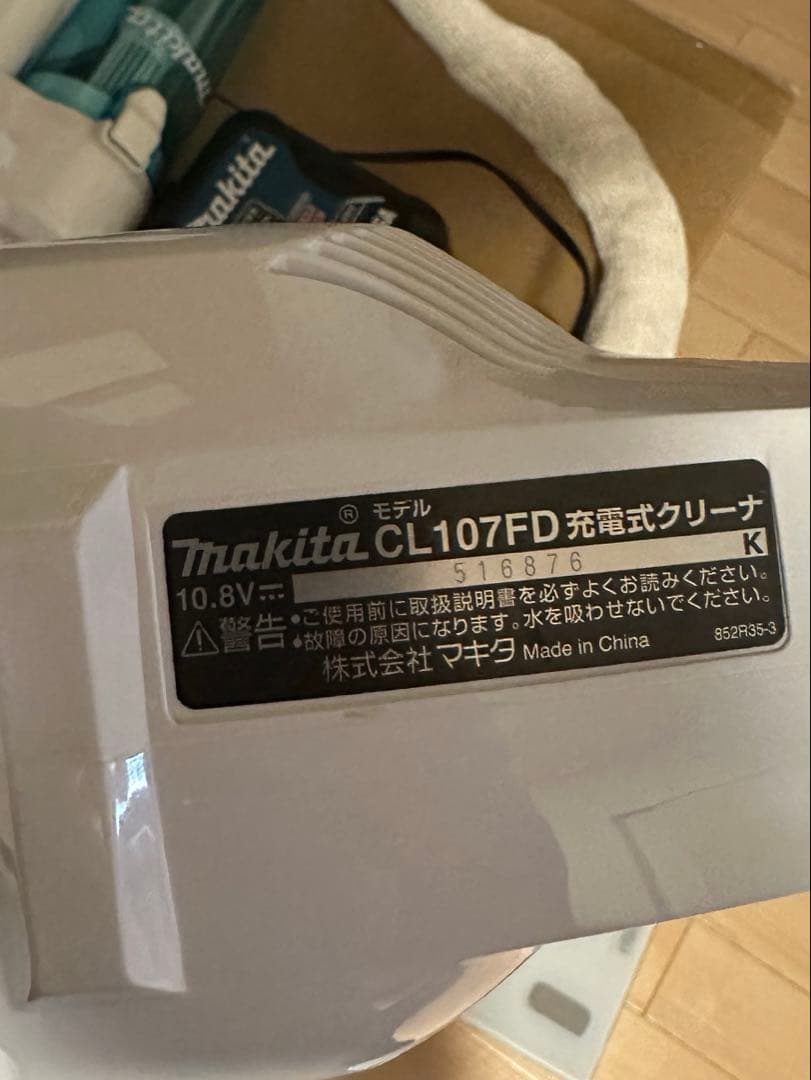 makita
makita
® モデル
makita CL107FD 充電式クリーナ
516876 K
10.8V⎓
⚠警告 •ご使用前に取扱説明書を必ずよくお読みください。
•故障の原因になります。水を吸わせないでください。
株式会社 マキタ Made in China 852R35-3